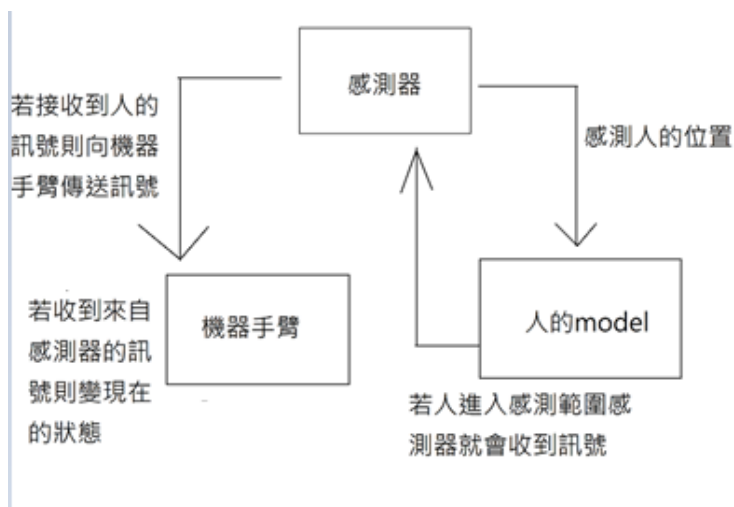 感測器
若接收到人的
訊號則向機器
手臂傳送訊號
感測人的位置
機器手臂
若收到來自
感測器的訊
號則變現在
的狀態
人的model
若人進入感測範圍感
測器就會收到訊號